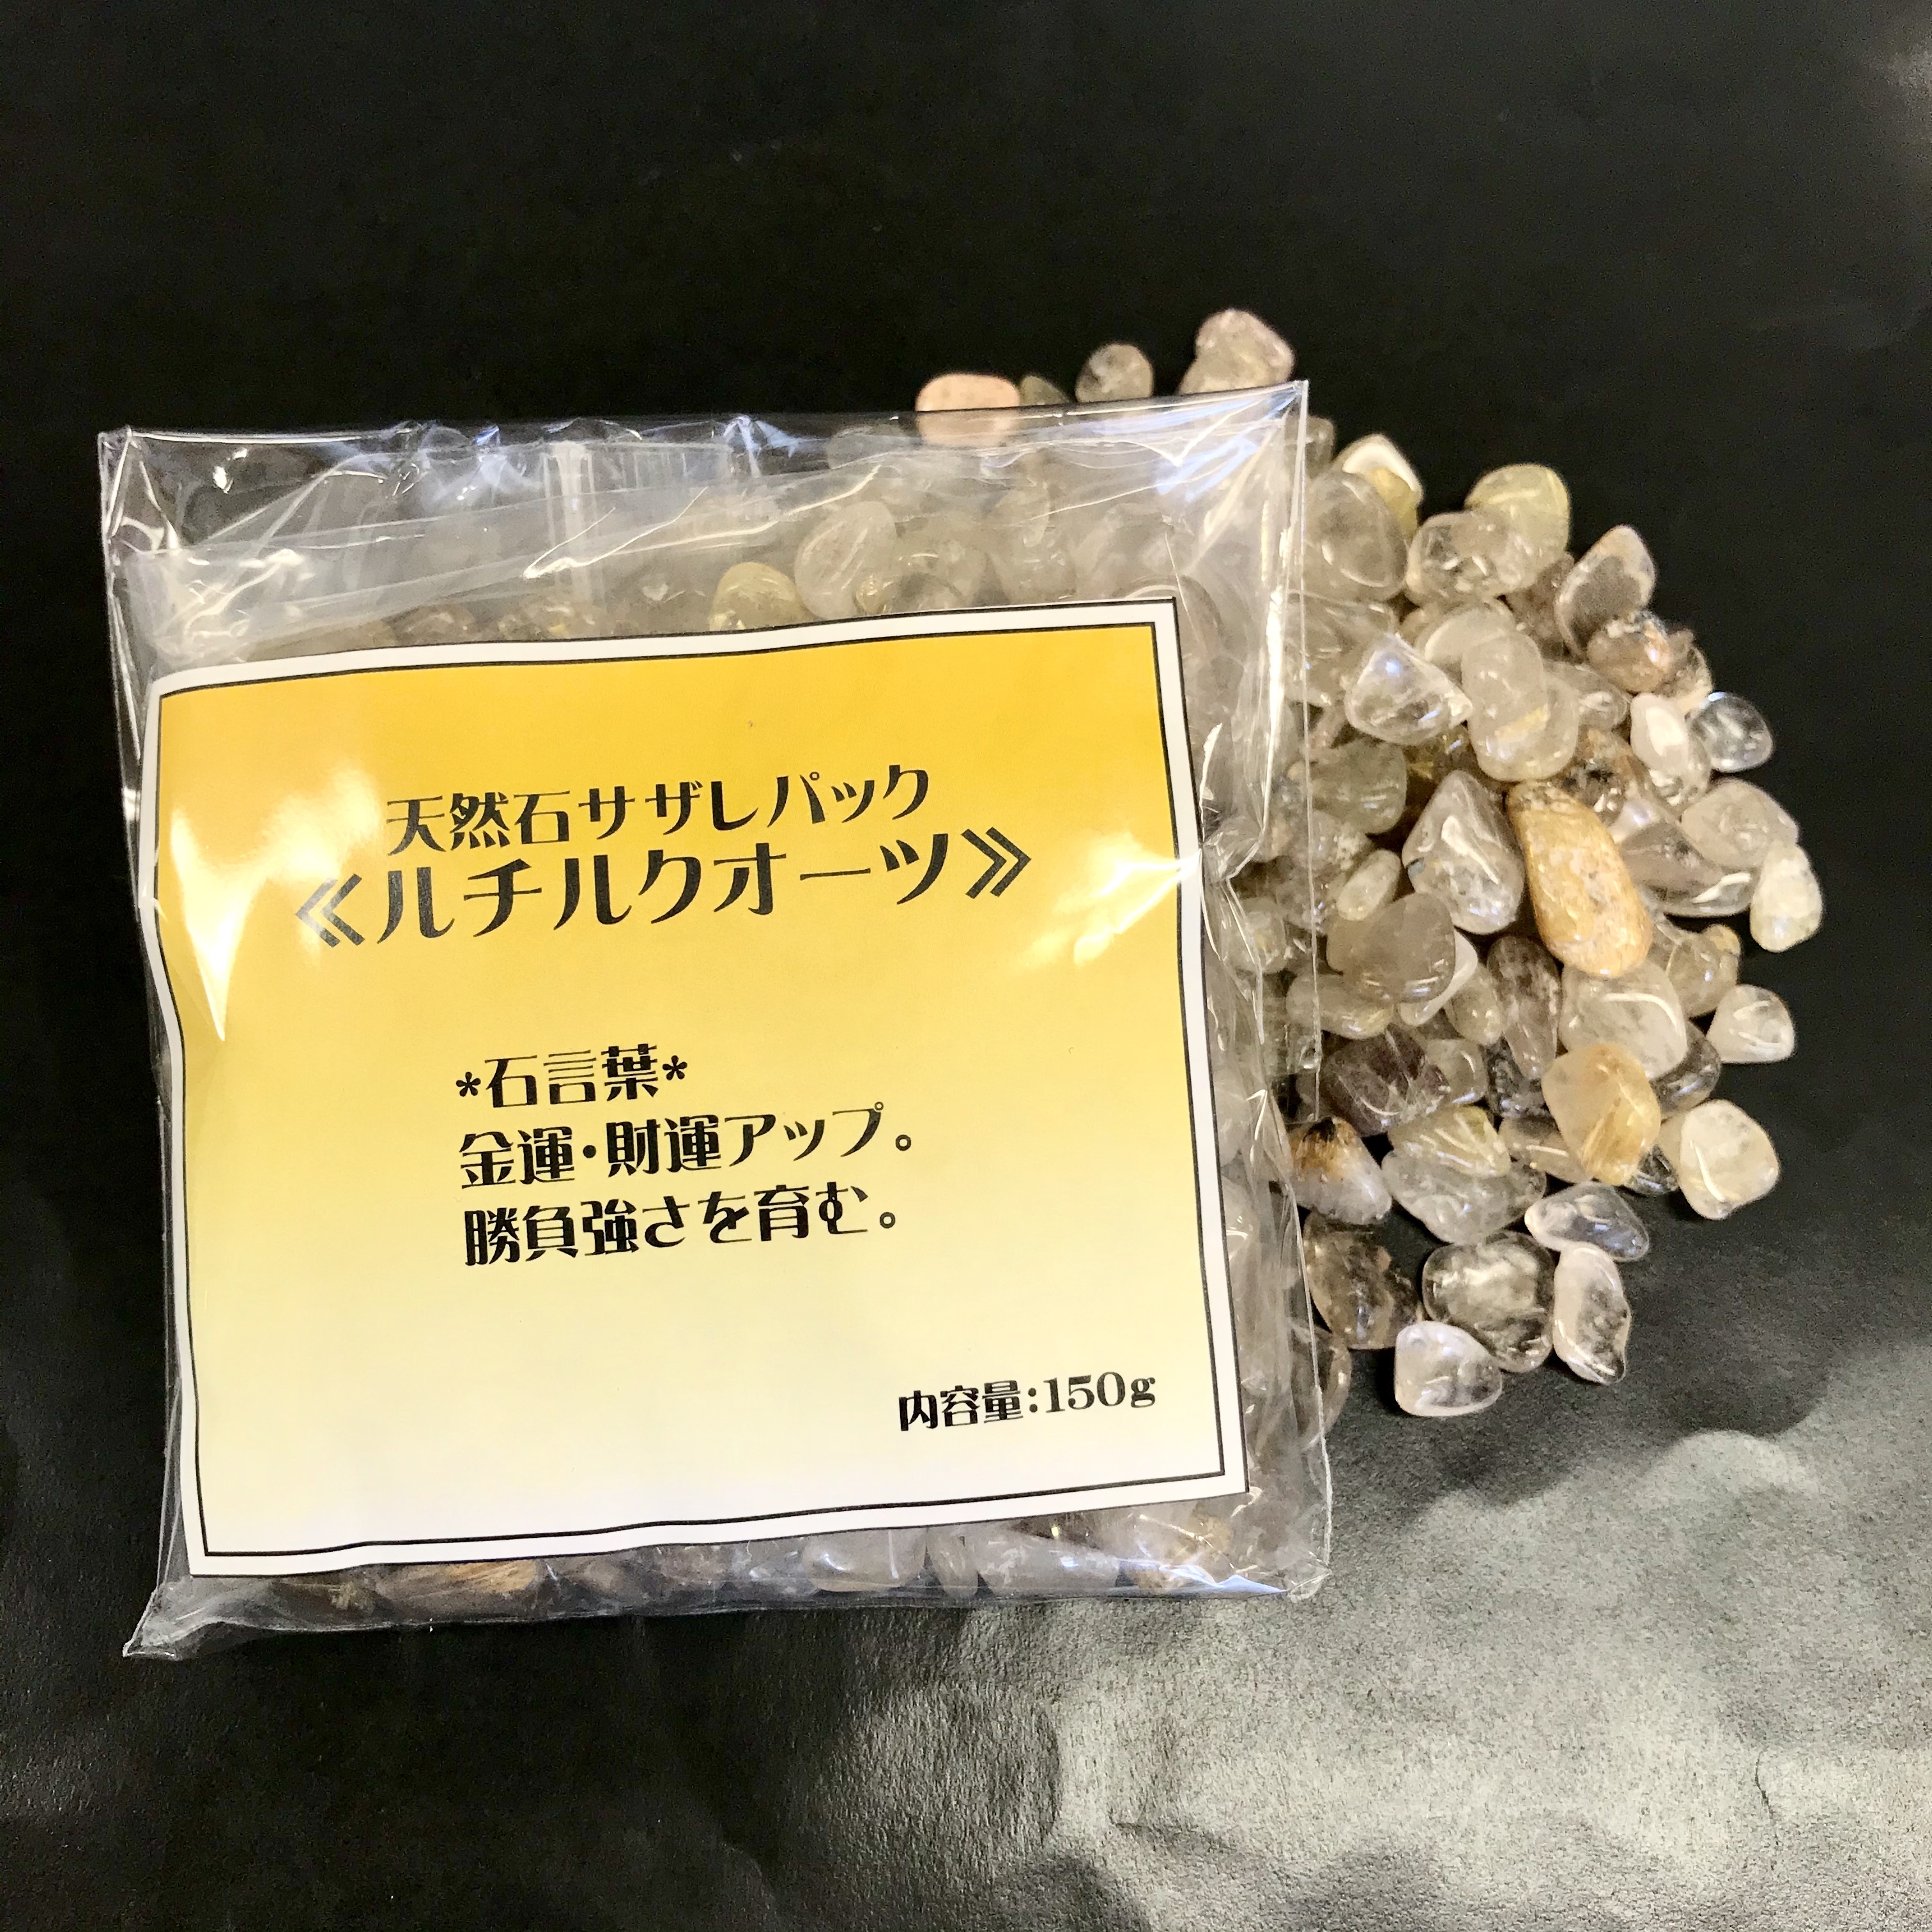 天然石サザレパック
≪ルチルクオーツ≫
*石言葉*
金運・財運アップ。
勝負強さを育む。
内容量:150g